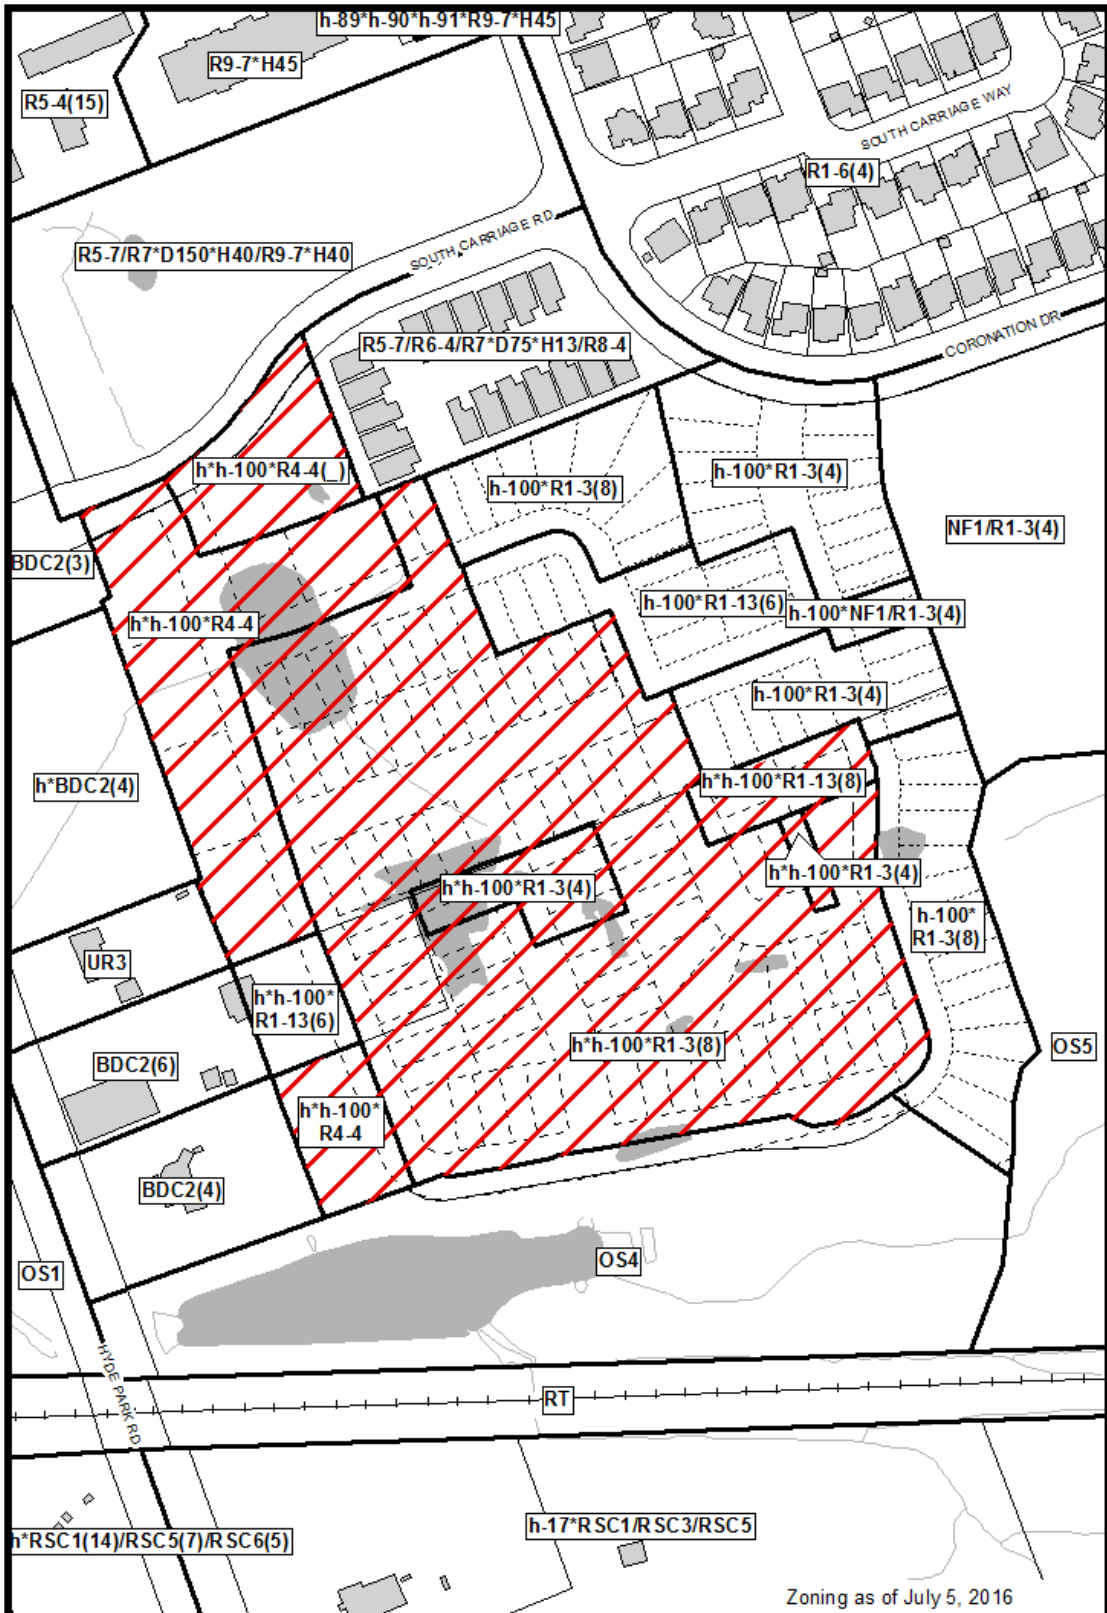 h-89*h-90*h-91*R9-7*H45
R9-7*H45
R5-4(15)
SOUTH CARRIAGE WAY
R1-6(4)
SOUTH CARRIAGE RD
R5-7/R7*D150*H40/R9-7*H40
CORONATION DR
R5-7/R6-4/R7*D75*H13/R8-4
h*h-100*R4-4(_)
h-100*R1-3(8)
h-100*R1-3(4)
NF1/R1-3(4)
BDC2(3)
h-100*R1-13(6)
h-100*NF1/R1-3(4)
h*h-100*R4-4
h-100*R1-3(4)
h*BDC2(4)
h*h-100*R1-13(8)
h*h-100*R1-3(4)
h*h-100*R1-3(4)
h-100*
R1-3(8)
UR3
h*h-100*
R1-13(6)
h*h-100*R1-3(8)
OS5
BDC2(6)
h*h-100*
R4-4
BDC2(4)
OS4
OS1
HYDE PARK RD
RT
h-17*RSC1/RSC3/RSC5
h*RSC1(14)/RSC5(7)/RSC6(5)
Zoning as of July 5, 2016